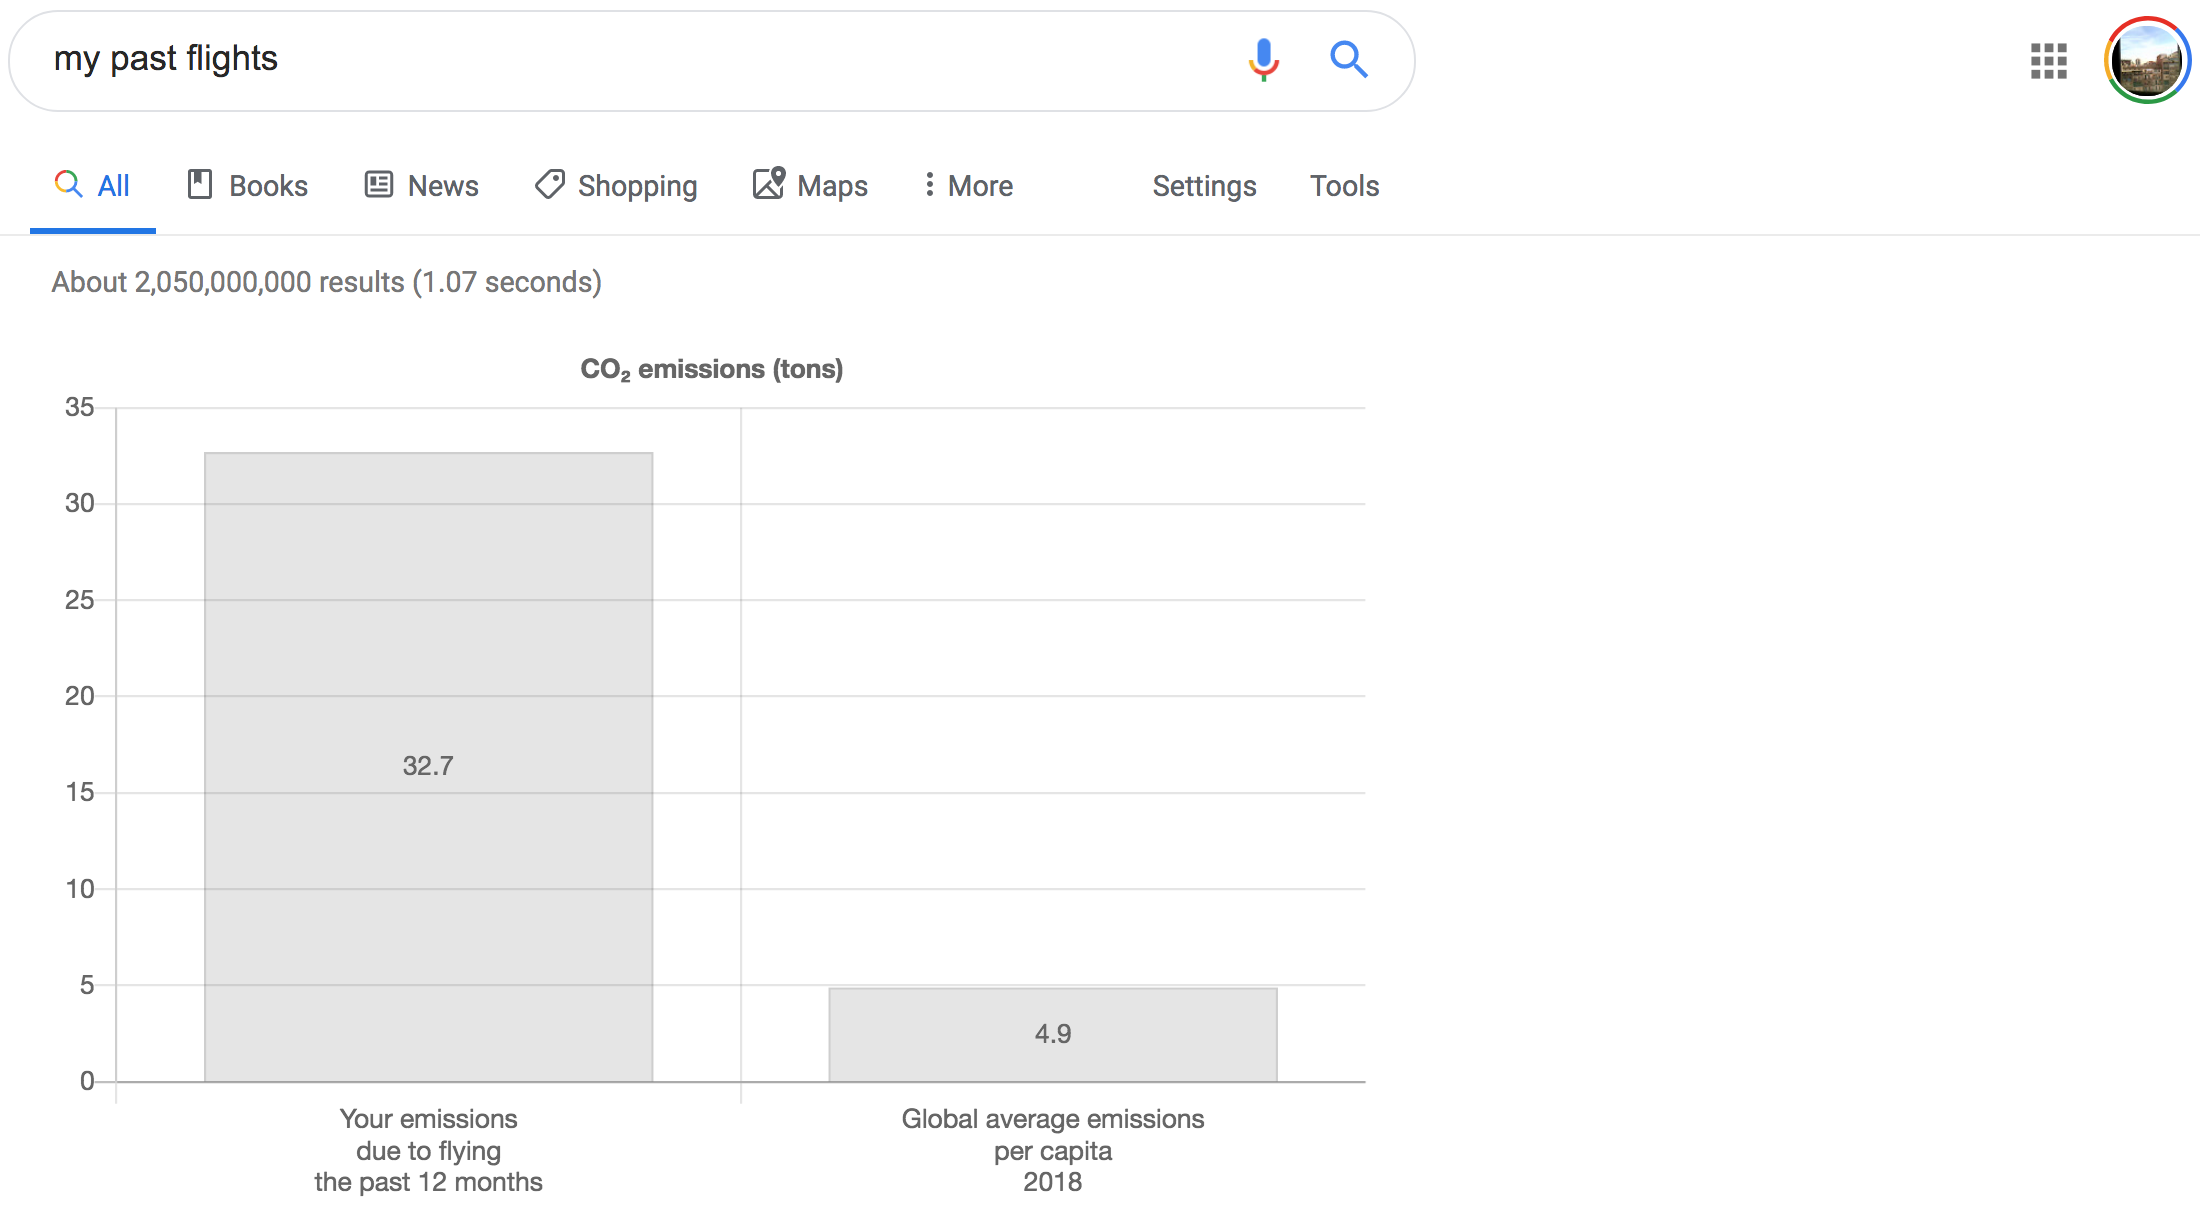 my past flights
All Books News Shopping Maps More Settings Tools
About 2,050,000,000 results (1.07 seconds)
CO₂ emissions (tons)
35
30
25
20
15
10
5
0
32.7
4.9
Your emissions
due to flying
the past 12 months
Global average emissions
per capita
2018